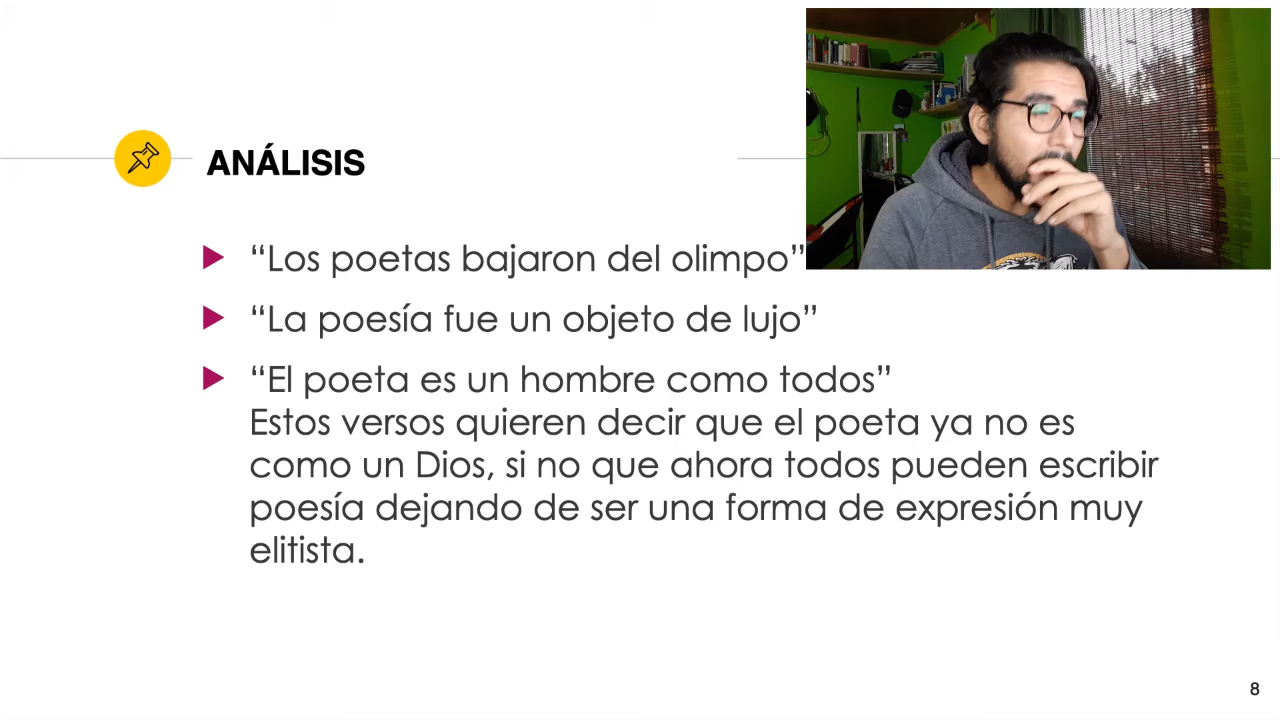 ANÁLISIS
“Los poetas bajaron del olimpo”
“La poesía fue un objeto de lujo”
“El poeta es un hombre como todos”
Estos versos quieren decir que el poeta ya no es
como un Dios, si no que ahora todos pueden escribir
poesía dejando de ser una forma de expresión muy
elitista.
8